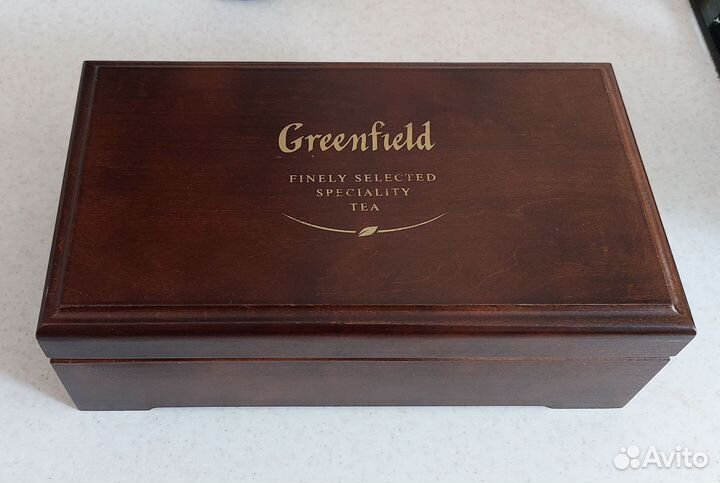 Greenfield
FINELY SELECTED
SPECIALITY
TEA
Avito